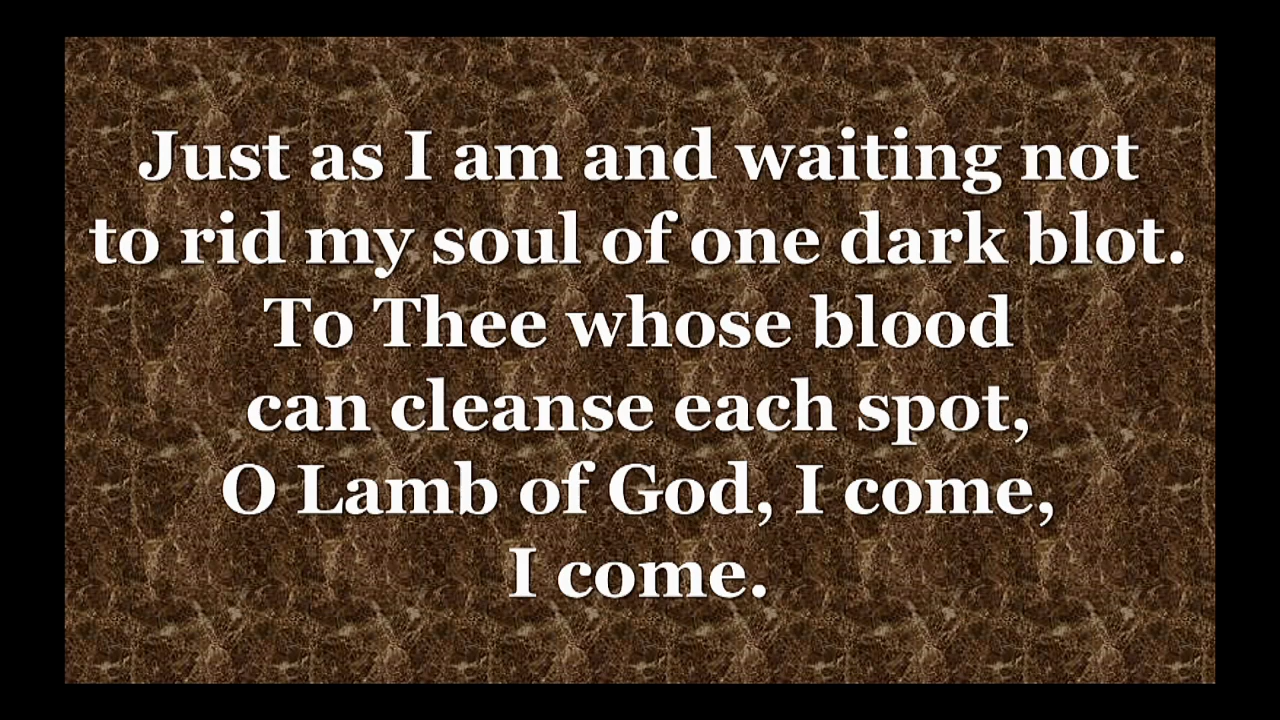 Just as I am and waiting not
to rid my soul of one dark blot.
To Thee whose blood
can cleanse each spot,
O Lamb of God, I come,
I come.